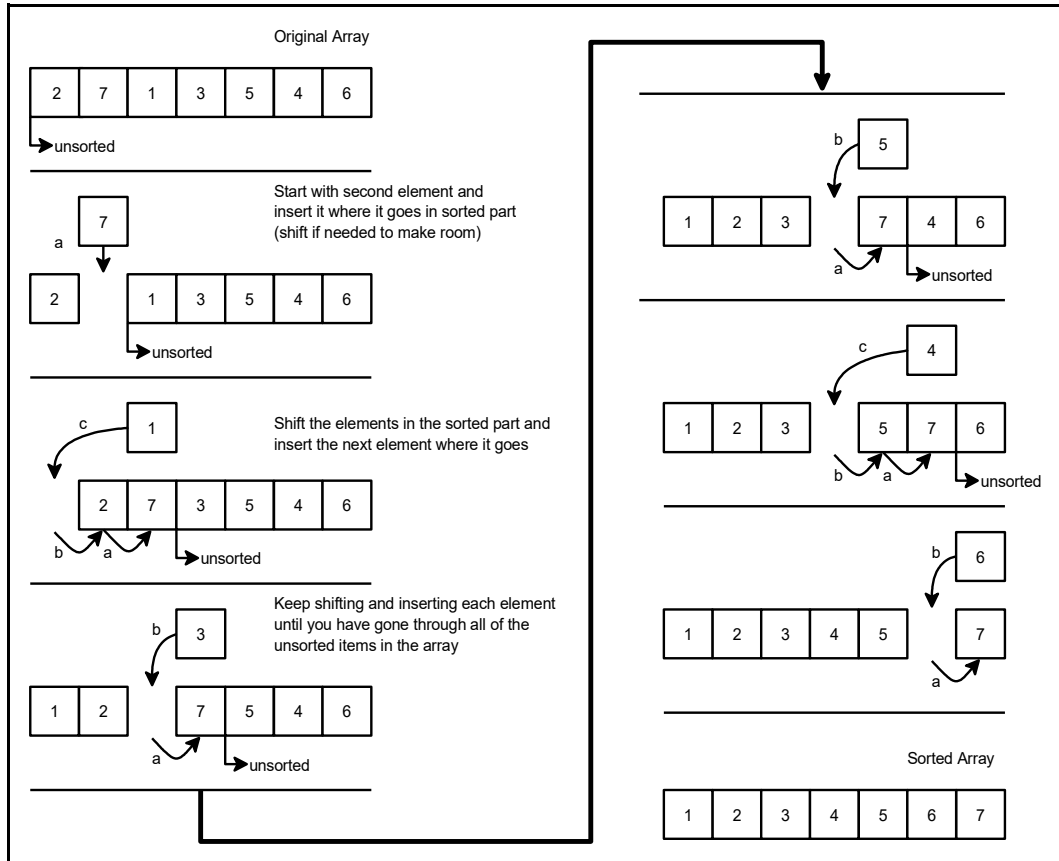 Original Array
2 7 1 3 5 4 6
unsorted
Start with second element and
insert it where it goes in sorted part
(shift if needed to make room)
7
a
2 1 3 5 4 6
unsorted
Shift the elements in the sorted part and
insert the next element where it goes
c 1
2 7 3 5 4 6
b a unsorted
Keep shifting and inserting each element
until you have gone through all of the
unsorted items in the array
b 3
1 2 7 5 4 6
a unsorted
b 5
1 2 3 7 4 6
a unsorted
c 4
1 2 3 5 7 6
b a unsorted
b 6
1 2 3 4 5 7
a
Sorted Array
1 2 3 4 5 6 7